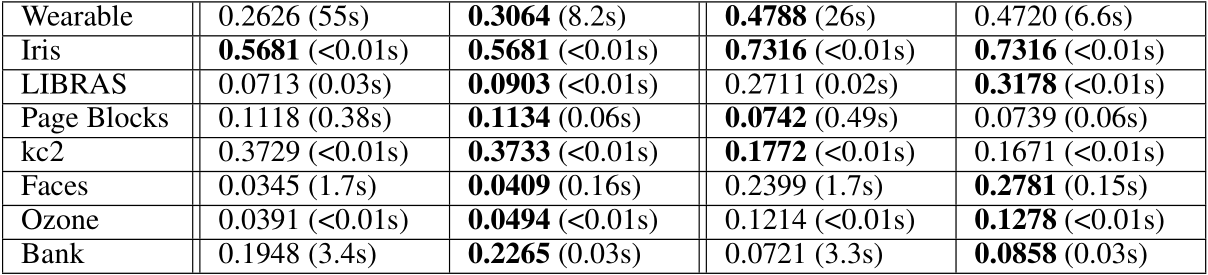 Wearable 0.2626 (55s) 0.3064 (8.2s) 0.4788 (26s) 0.4720 (6.6s)
Iris 0.5681 (<0.01s) 0.5681 (<0.01s) 0.7316 (<0.01s) 0.7316 (<0.01s)
LIBRAS 0.0713 (0.03s) 0.0903 (<0.01s) 0.2711 (0.02s) 0.3178 (<0.01s)
Page Blocks 0.1118 (0.38s) 0.1134 (0.06s) 0.0742 (0.49s) 0.0739 (0.06s)
kc2 0.3729 (<0.01s) 0.3733 (<0.01s) 0.1772 (<0.01s) 0.1671 (<0.01s)
Faces 0.0345 (1.7s) 0.0409 (0.16s) 0.2399 (1.7s) 0.2781 (0.15s)
Ozone 0.0391 (<0.01s) 0.0494 (<0.01s) 0.1214 (<0.01s) 0.1278 (<0.01s)
Bank 0.1948 (3.4s) 0.2265 (0.03s) 0.0721 (3.3s) 0.0858 (0.03s)